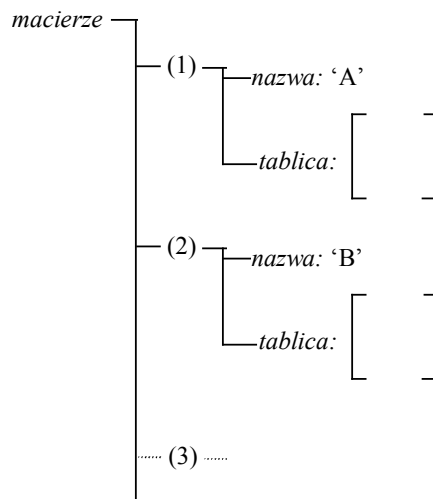 macierze
(1)
nazwa: ‘A’
tablica:
(2)
nazwa: ‘B’
tablica:
(3)